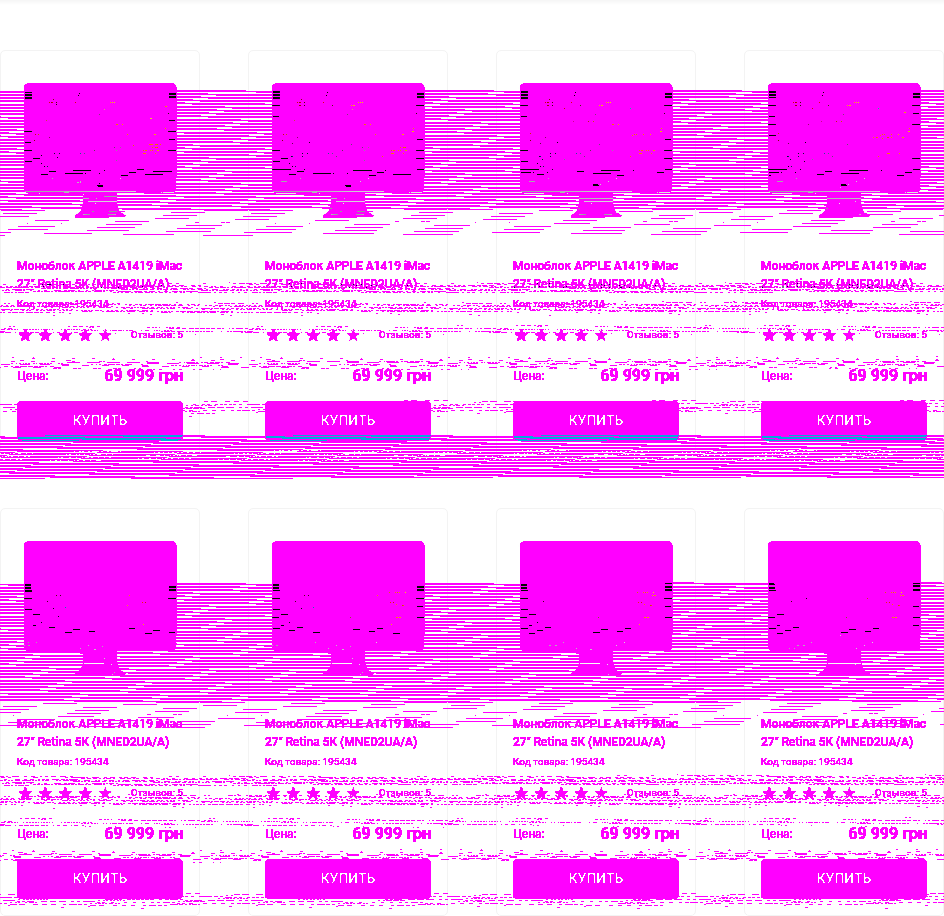 Моноблок APPLE A1419 iMac Моноблок APPLE A1419 iMac Моноблок APPLE A1419 iMac Моноблок APPLE A1419 iMac
27" Retina 5K (MNED2UA/A) 27" Retina 5K (MNED2UA/A) 27" Retina 5K (MNED2UA/A) 27" Retina 5K (MNED2UA/A)
Код товара: 195434 Код товара: 195434 Код товара: 195434 Код товара: 195434
Отзывов: 5 Отзывов: 5 Отзывов: 5 Отзывов: 5
Цена: 69 999 грн Цена: 69 999 грн Цена: 69 999 грн Цена: 69 999 грн
КУПИТЬ КУПИТЬ КУПИТЬ КУПИТЬ
Моноблок APPLE A1419 iMac Моноблок APPLE A1419 iMac Моноблок APPLE A1419 iMac Моноблок APPLE A1419 iMac
27" Retina 5K (MNED2UA/A) 27" Retina 5K (MNED2UA/A) 27" Retina 5K (MNED2UA/A) 27" Retina 5K (MNED2UA/A)
Код товара: 195434 Код товара: 195434 Код товара: 195434 Код товара: 195434
Отзывов: 5 Отзывов: 5 Отзывов: 5 Отзывов: 5
Цена: 69 999 грн Цена: 69 999 грн Цена: 69 999 грн Цена: 69 999 грн
КУПИТЬ КУПИТЬ КУПИТЬ КУПИТЬ